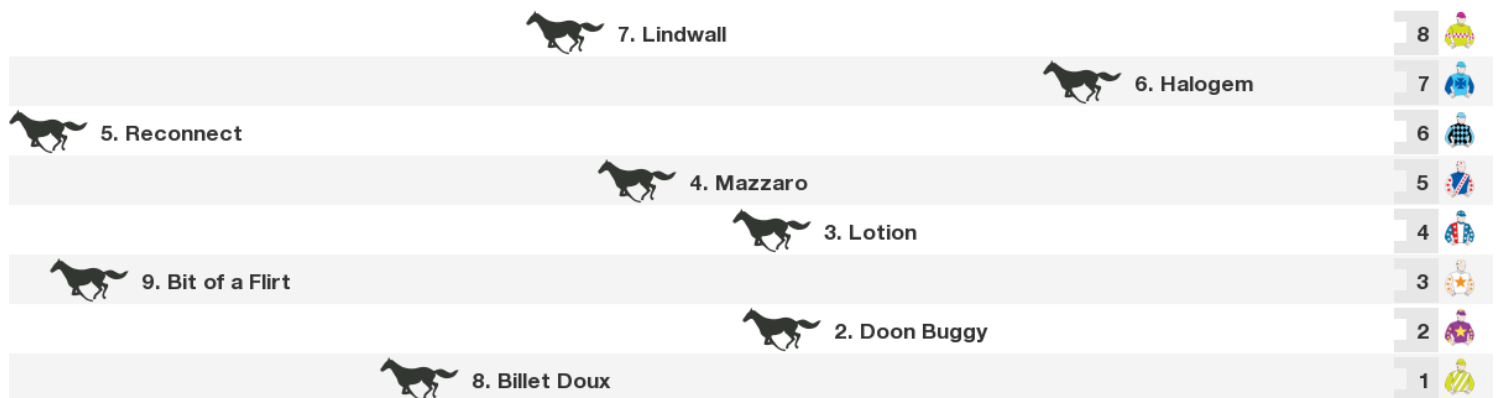 7. Lindwall 8
6. Halogem 7
5. Reconnect 6
4. Mazzaro 5
3. Lotion 4
9. Bit of a Flirt 3
2. Doon Buggy 2
8. Billet Doux 1